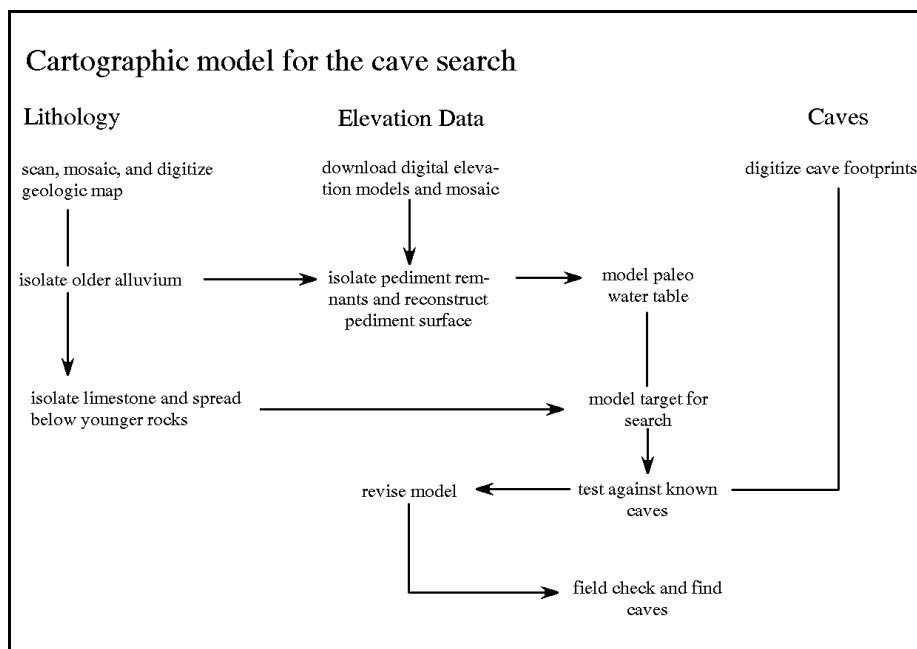 Cartographic model for the cave search
Lithology
Elevation Data
Caves
scan, mosaic, and digitize
geologic map
download digital eleva-
tion models and mosaic
digitize cave footprints
isolate older alluvium
isolate pediment rem-
nants and reconstruct
pediment surface
model paleo
water table
isolate limestone and spread
below younger rocks
model target for
search
revise model
test against known
caves
field check and find
caves